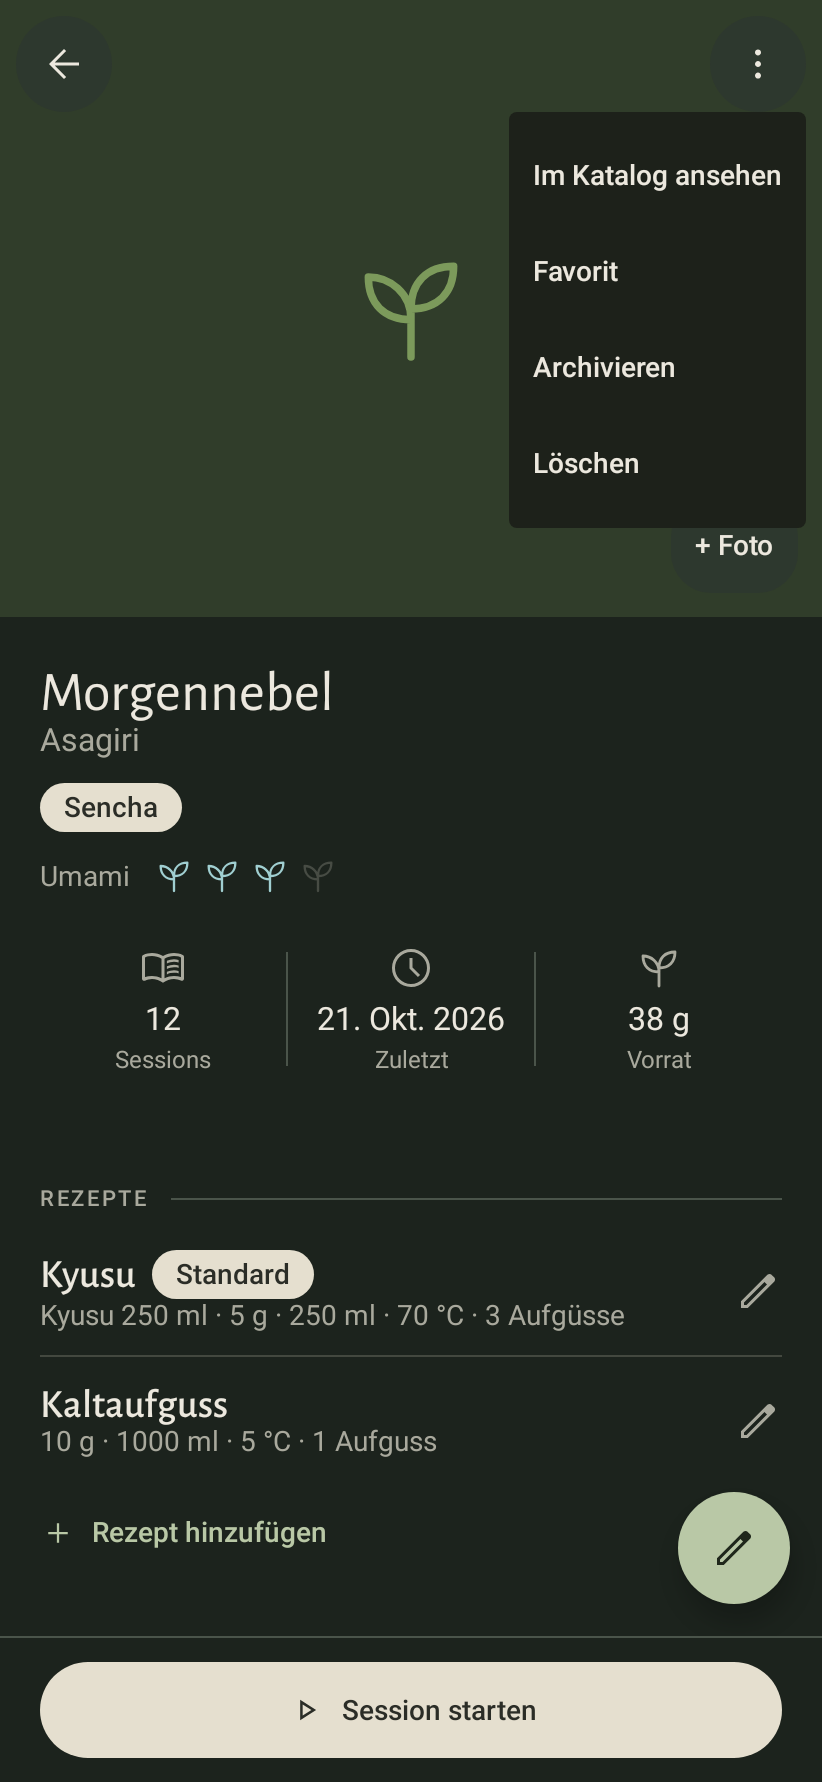 Im Katalog ansehen
Favorit
Archivieren
Löschen
+ Foto
Morgennebel
Asagiri
Sencha
Umami
12
Sessions
21. Okt. 2026
Zuletzt
38 g
Vorrat
REZEPTE
Kyusu Standard
Kyusu 250 ml · 5 g · 250 ml · 70 °C · 3 Aufgüsse
Kaltaufguss
10 g · 1000 ml · 5 °C · 1 Aufguss
Rezept hinzufügen
Session starten